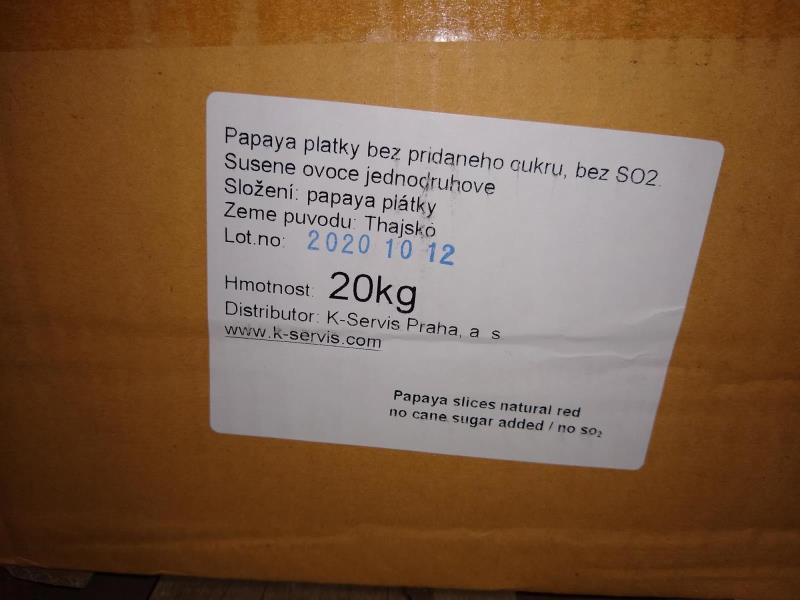 Papaya platky bez pridaneho cukru, bez SO2.
Susene ovoce jednodruhove
Složení: papaya plátky
Zeme puvodu: Thajsko
Lot.no: 2020 10 12
Hmotnost: 20kg
Distributor: K-Servis Praha, a s
www.k-servis.com
Papaya slices natural red
no cane sugar added / no so₂